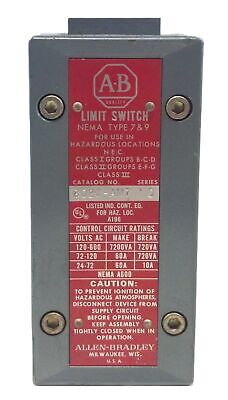 A-B
QUALITY
LIMIT SWITCH
NEMA TYPE 7 & 9
FOR USE IN
HAZARDOUS LOCATIONS
N.E.C.
CLASS I GROUPS B-C-D
CLASS II GROUPS E-F-G
CLASS III
CATALOG NO. SERIES
LISTED IND. CONT. EQ.
UL FOR HAZ. LOC.
A196
CONTROL CIRCUIT RATINGS
VOLTS AC MAKE BREAK
120-600 7200VA 720VA
72-120 60A 720VA
24-72 60A 10A
NEMA A600
CAUTION:
TO PREVENT IGNITION OF
HAZARDOUS ATMOSPHERES,
DISCONNECT DEVICE FROM
SUPPLY CIRCUIT
BEFORE OPENING.
KEEP ASSEMBLY
TIGHTLY CLOSED
WHEN IN OPERATION.
ALLEN-BRADLEY
MILWAUKEE, WIS.
U.S.A.